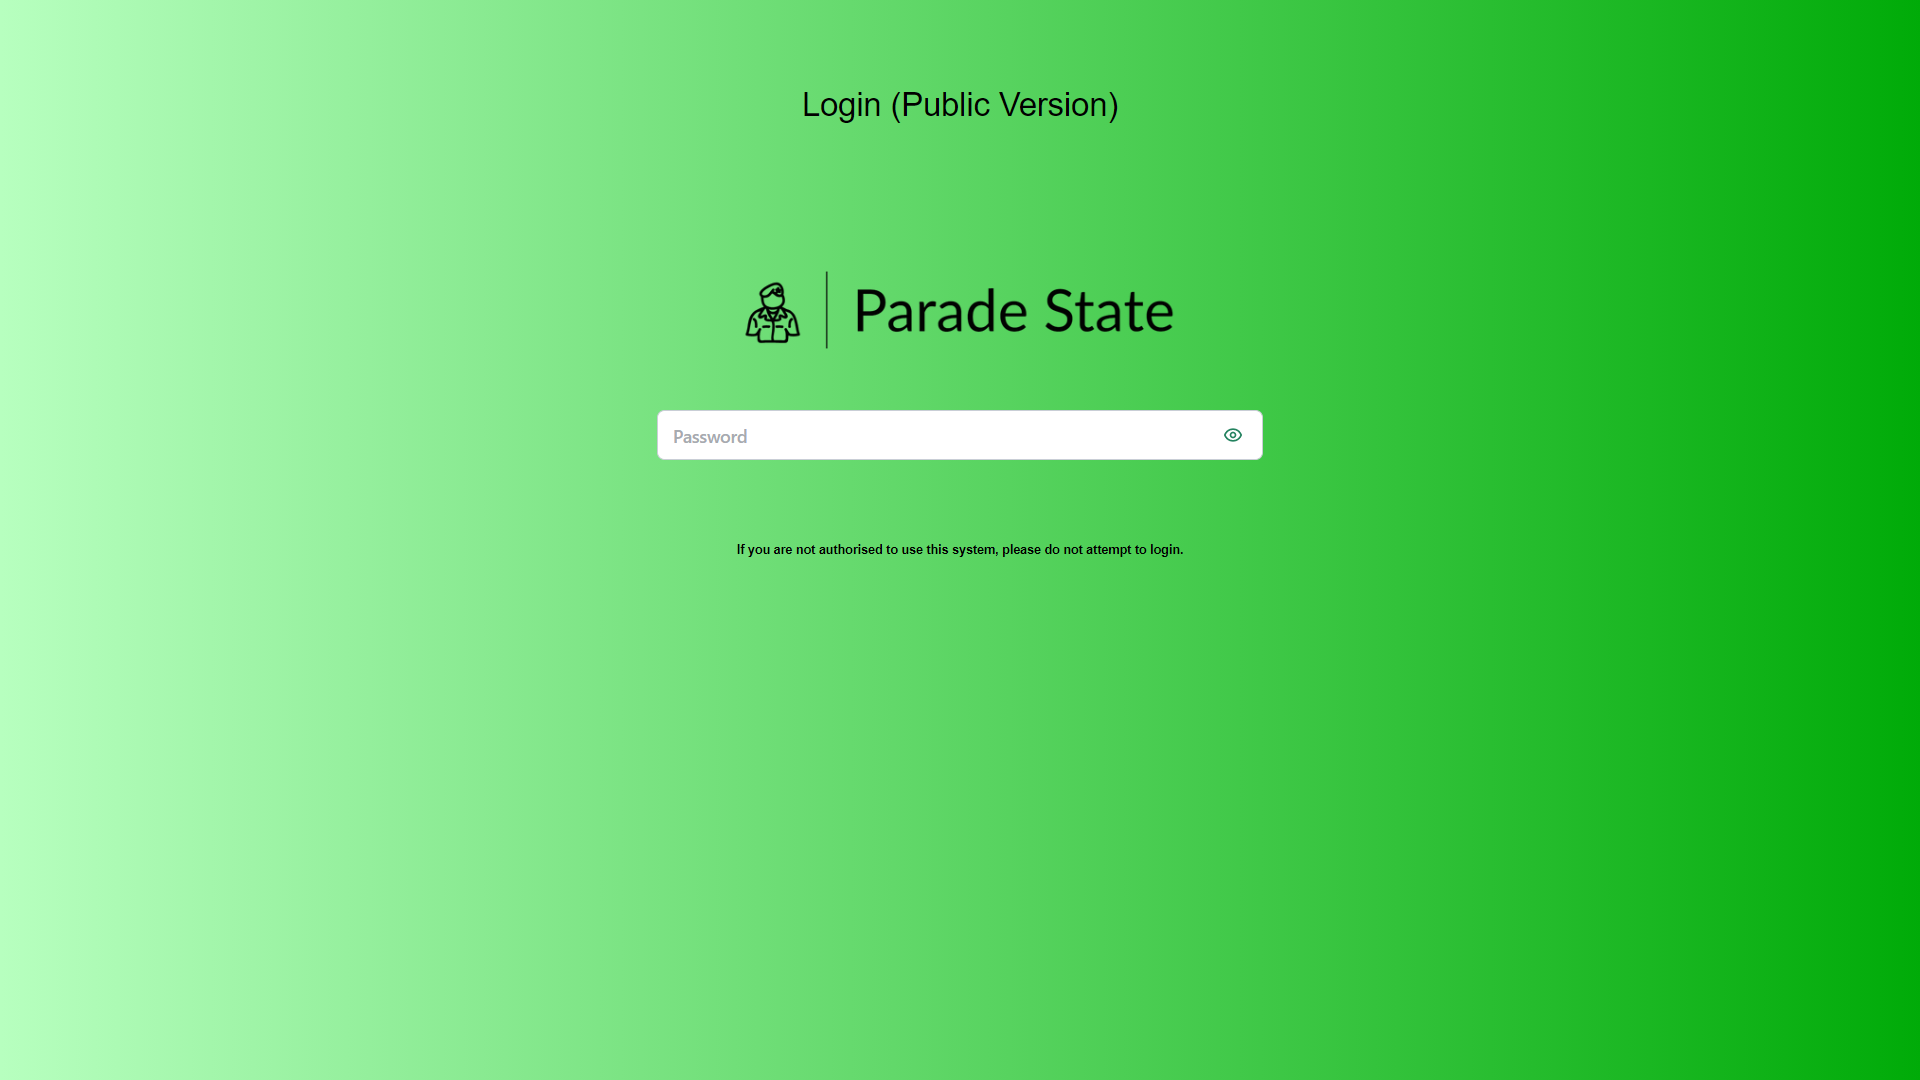 Login (Public Version)
Parade State
Password
If you are not authorised to use this system, please do not attempt to login.